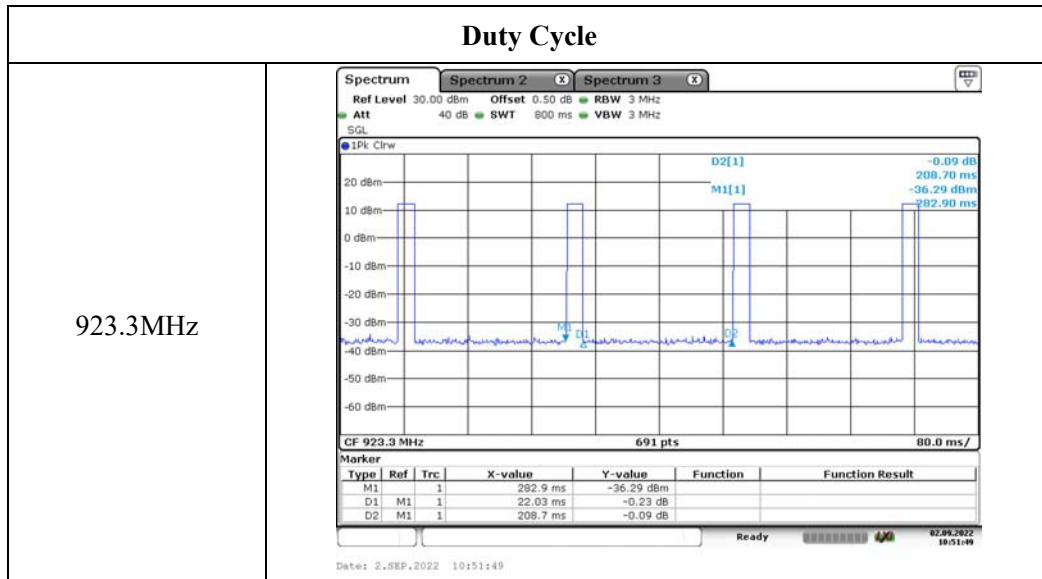 Duty Cycle
923.3MHz
Spectrum Spectrum 2 X Spectrum 3 X
Ref Level 30.00 dBm Offset 0.50 dB RBW 3 MHz
Att 40 dB SWT 800 ms VBW 3 MHz
SGL
1Pk Clrw
D2[1] -0.09 dB
208.70 ms
20 dBm
M1[1] -36.29 dBm
282.90 ms
10 dBm
0 dBm
-10 dBm
-20 dBm
-30 dBm
M1 D1 D2
-40 dBm
-50 dBm
-60 dBm
CF 923.3 MHz 691 pts 80.0 ms/
Marker
Type Ref Trc X-value Y-value Function Function Result
M1 1 282.9 ms -36.29 dBm
D1 M1 1 22.03 ms -0.23 dB
D2 M1 1 208.7 ms -0.09 dB
Ready 02.09.2022
10:51:49
Date: 2.SEP.2022 10:51:49